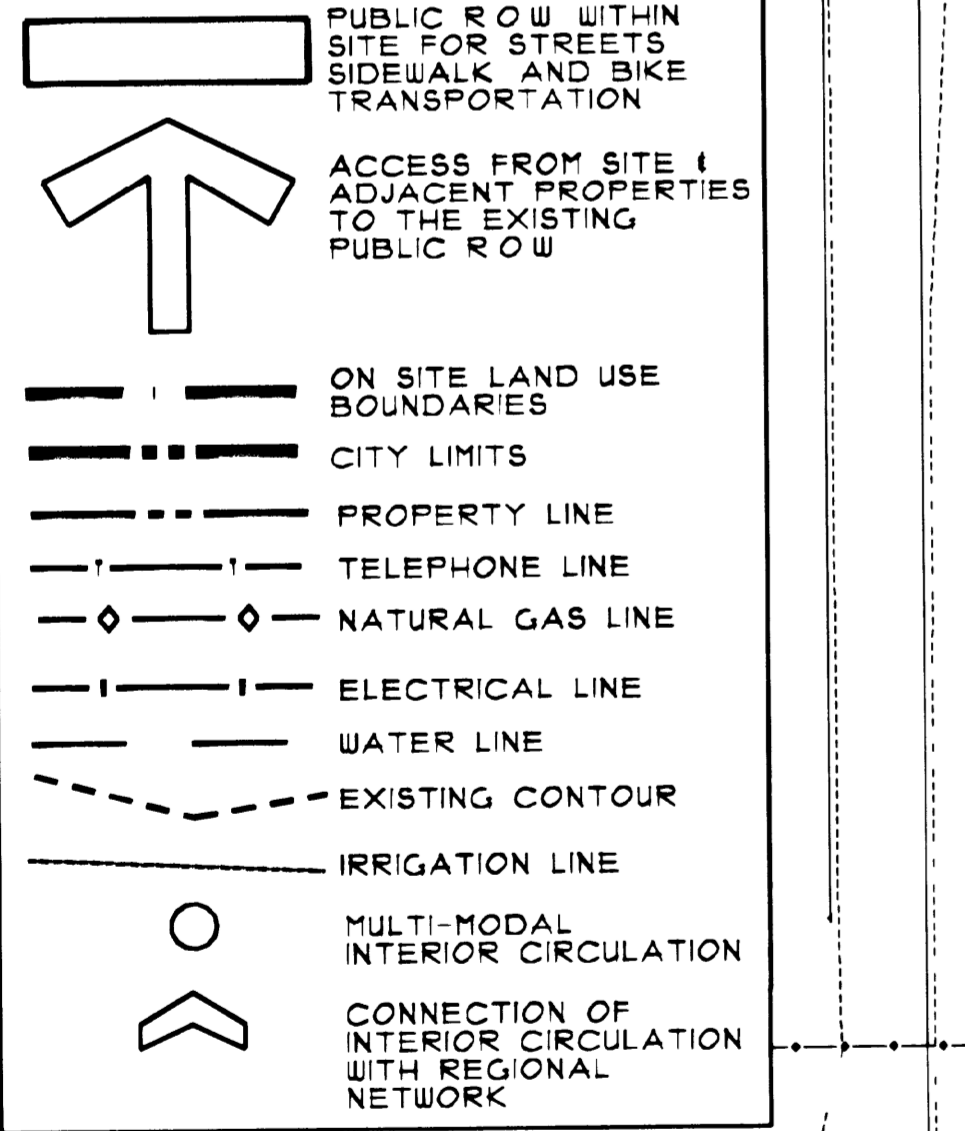 PUBLIC R O W WITHIN
SITE FOR STREETS
SIDEWALK AND BIKE
TRANSPORTATION
ACCESS FROM SITE &
ADJACENT PROPERTIES
TO THE EXISTING
PUBLIC R O W
ON SITE LAND USE
BOUNDARIES
CITY LIMITS
PROPERTY LINE
TELEPHONE LINE
NATURAL GAS LINE
ELECTRICAL LINE
WATER LINE
EXISTING CONTOUR
IRRIGATION LINE
MULTI-MODAL
INTERIOR CIRCULATION
CONNECTION OF
INTERIOR CIRCULATION
WITH REGIONAL
NETWORK